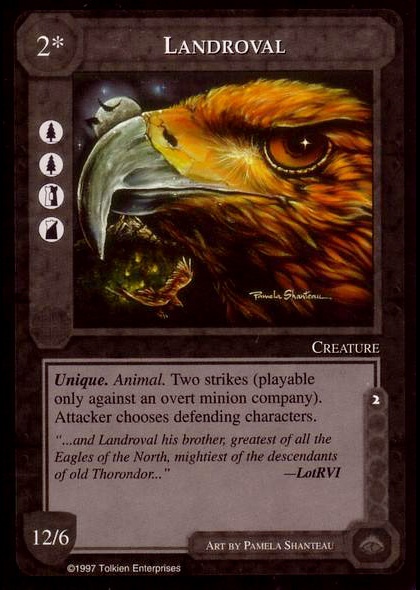 2*
LANDROVAL
Pamela Shanteau
CREATURE
Unique. Animal. Two strikes (playable
only against an overt minion company).
Attacker chooses defending characters.
2
"...and Landroval his brother, greatest of all the
Eagles of the North, mightiest of the descendants
of old Thorondor..." —LotRVI
12/6
ART BY PAMELA SHANTEAU
©1997 Tolkien Enterprises